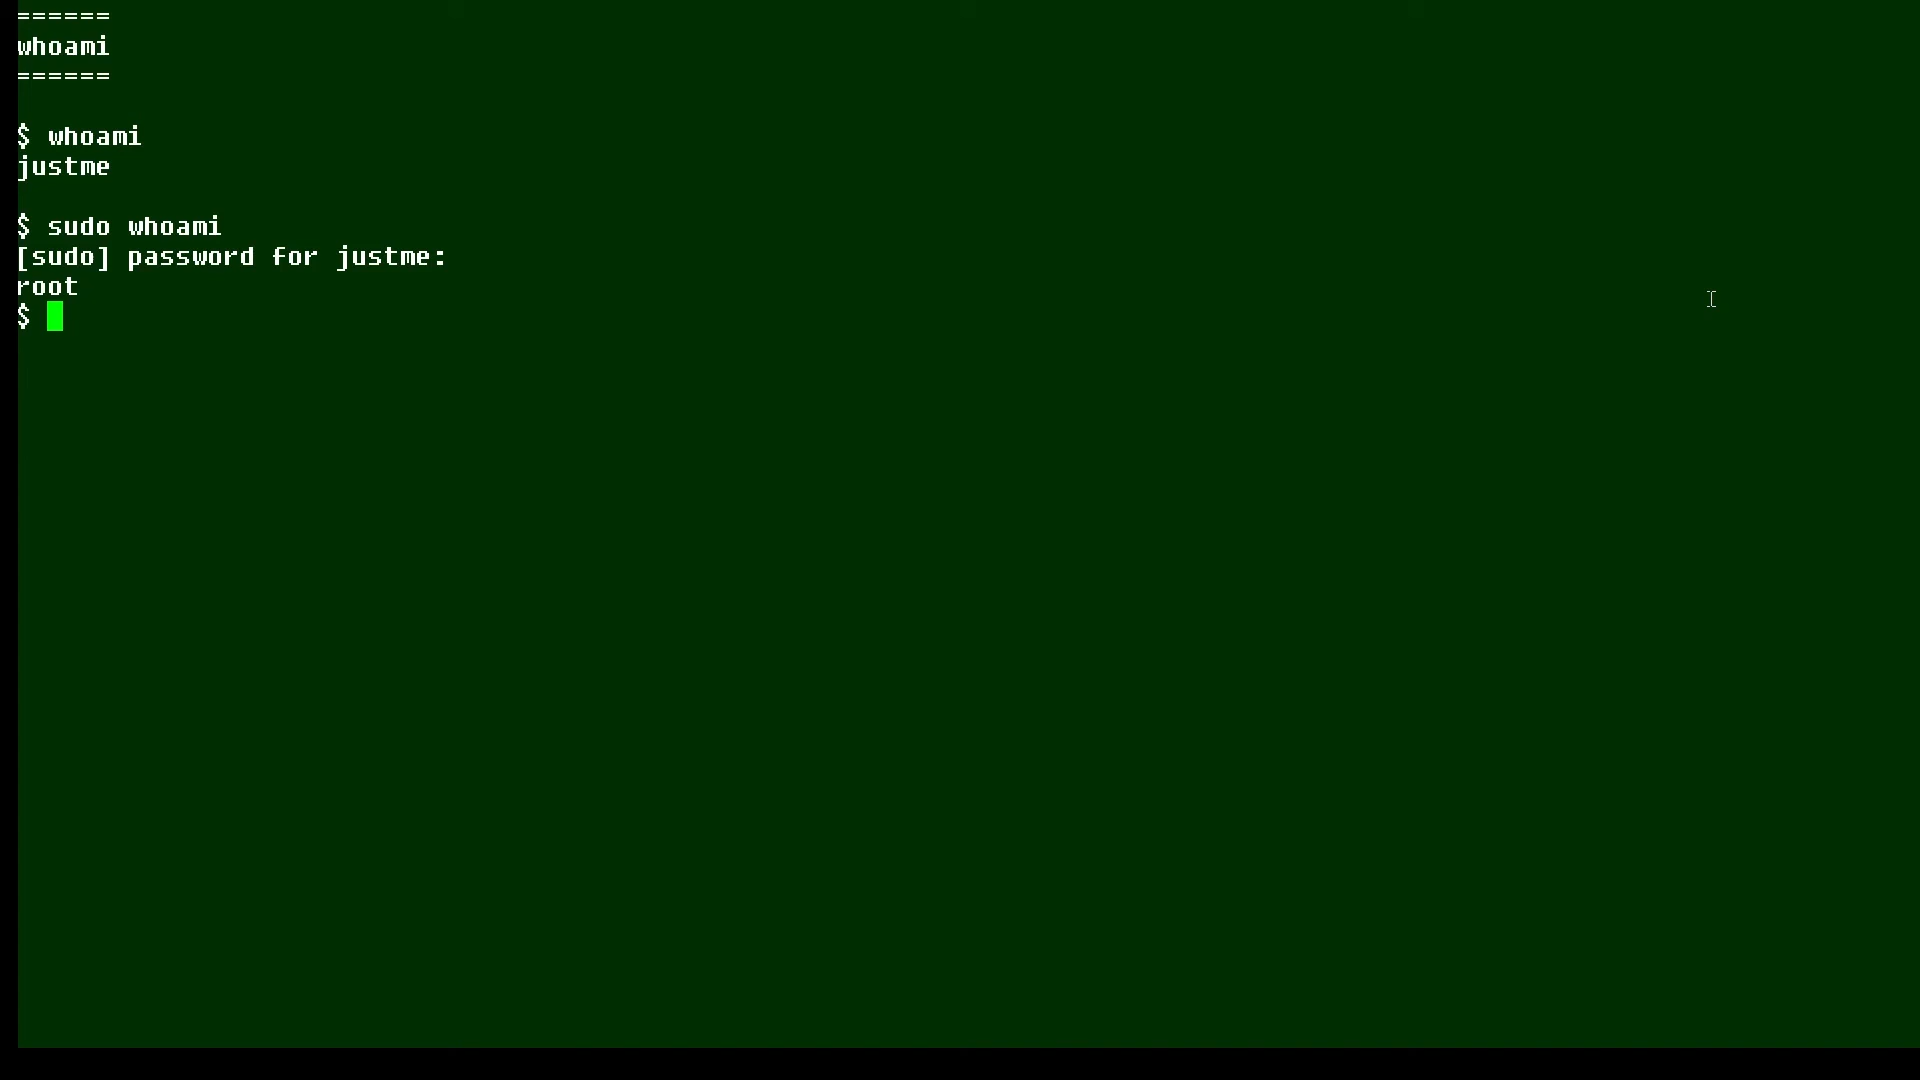 ======
whoami
======
$ whoami
justme
$ sudo whoami
[sudo] password for justme:
root
$